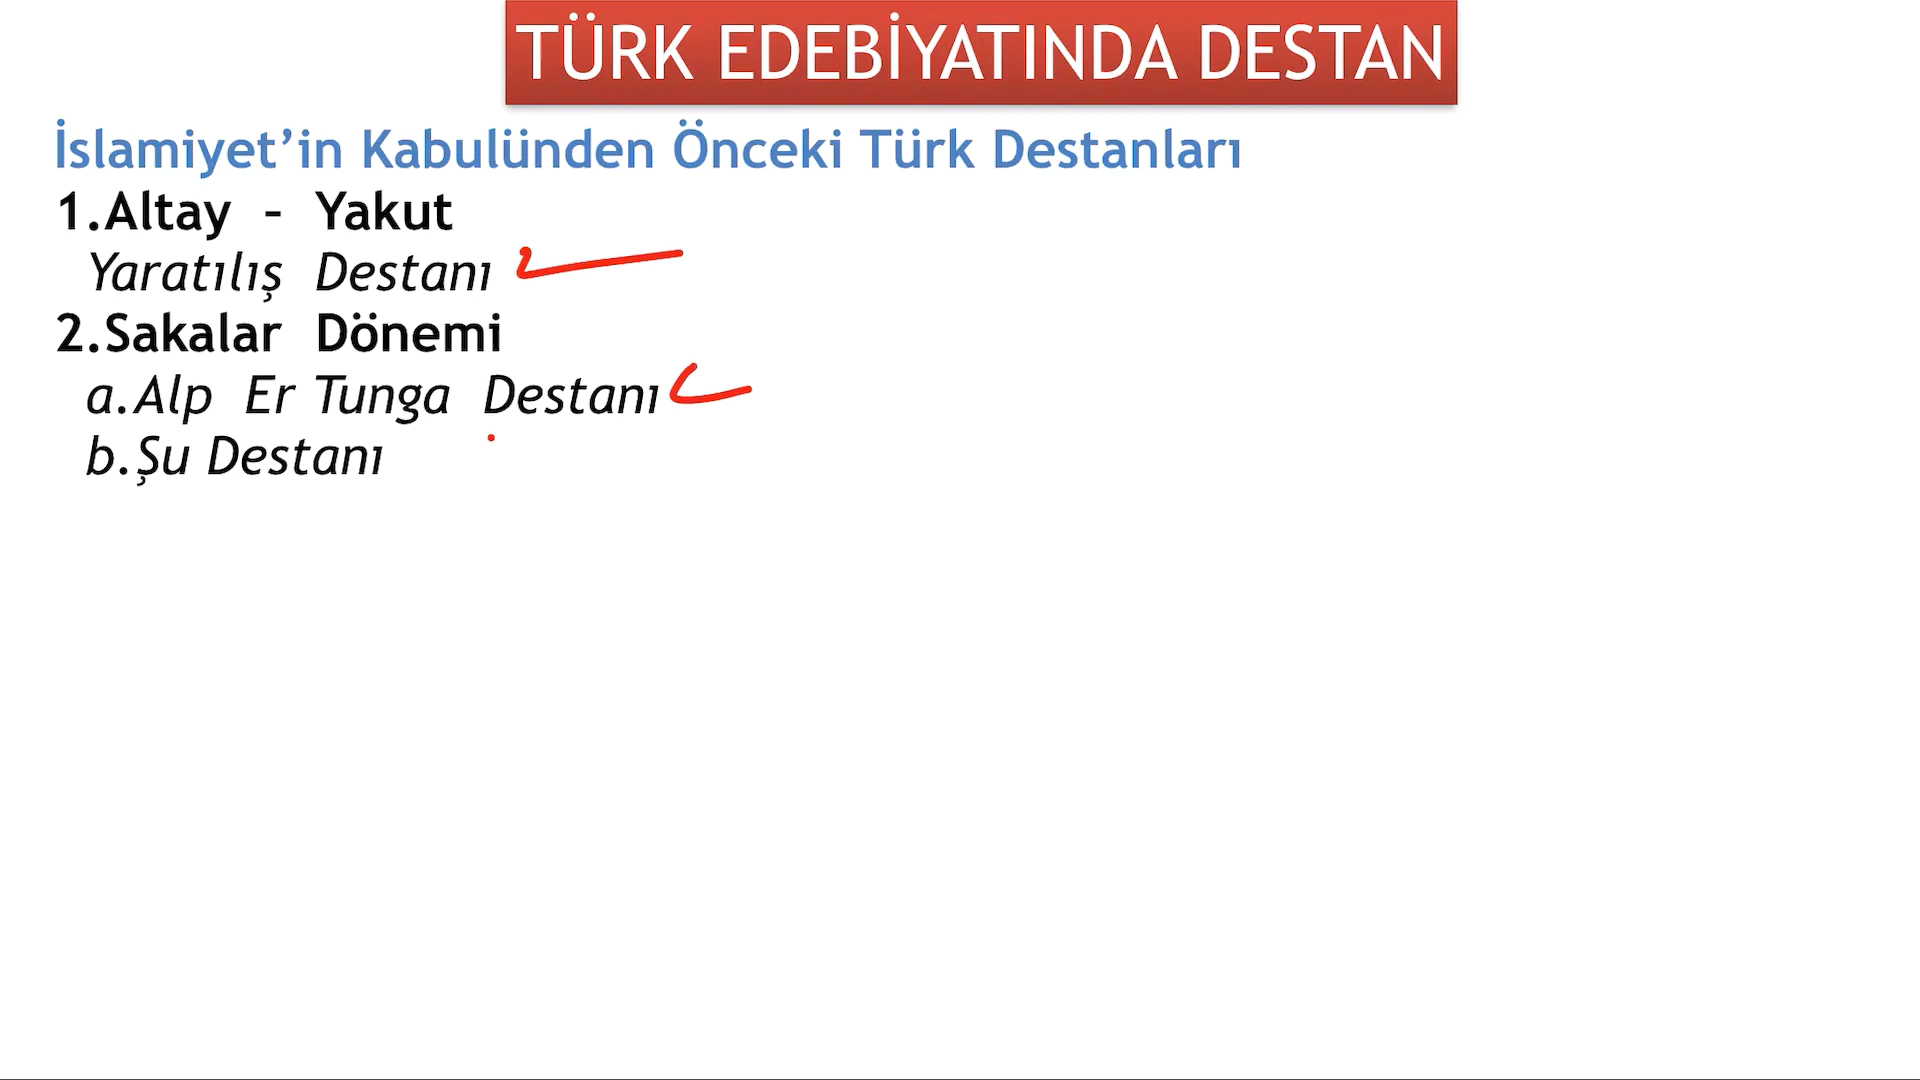 TÜRK EDEBİYATINDA DESTAN
İslamiyet’in Kabulünden Önceki Türk Destanları
1.Altay – Yakut
Yaratılış Destanı
2.Sakalar Dönemi
a.Alp Er Tunga Destanı
b.Şu Destanı